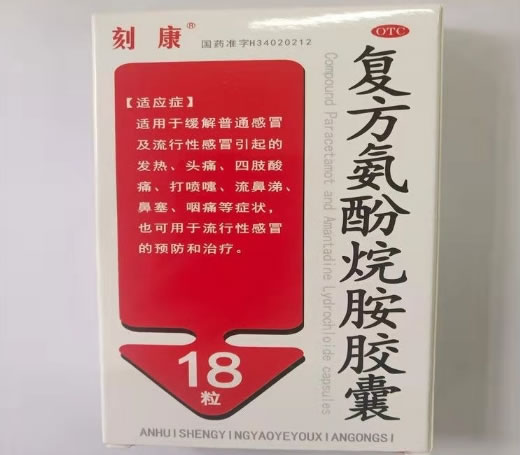 刻康®
国药准字H34020212
OTC
复方氨酚烷胺胶囊
Compound Paracetamot and Amantadine Lydrochloide capsules
【适应症】
适用于缓解普通感冒
及流行性感冒引起的
发热、头痛、四肢酸
痛、打喷嚏、流鼻涕、
鼻塞、咽痛等症状，
也可用于流行性感冒
的预防和治疗。
18
粒
ANHUISHENGYINGYAOYEYOUXIANGONGSI